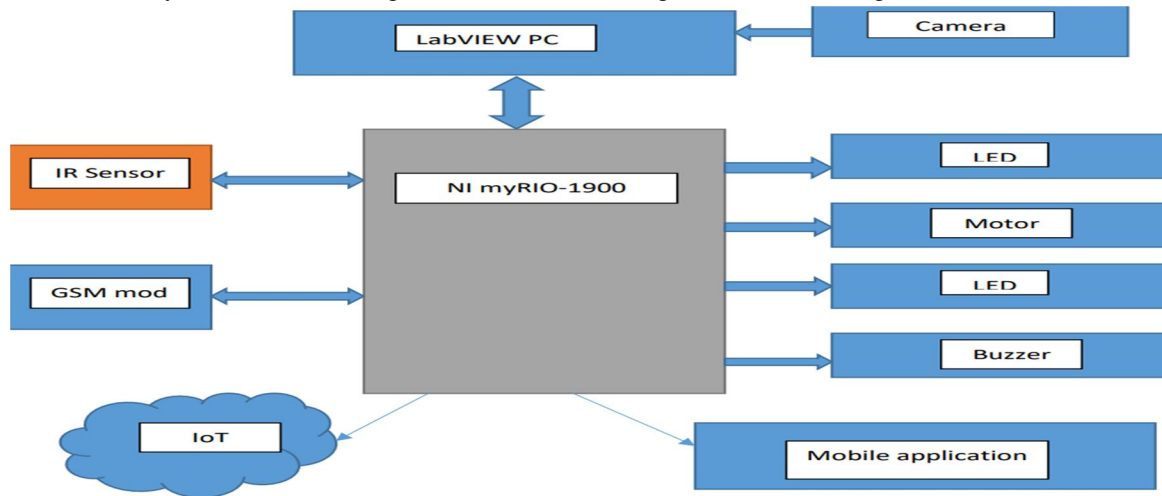 LabVIEW PC
Camera
IR Sensor
NI myRIO-1900
LED
Motor
GSM mod
LED
Buzzer
IoT
Mobile application